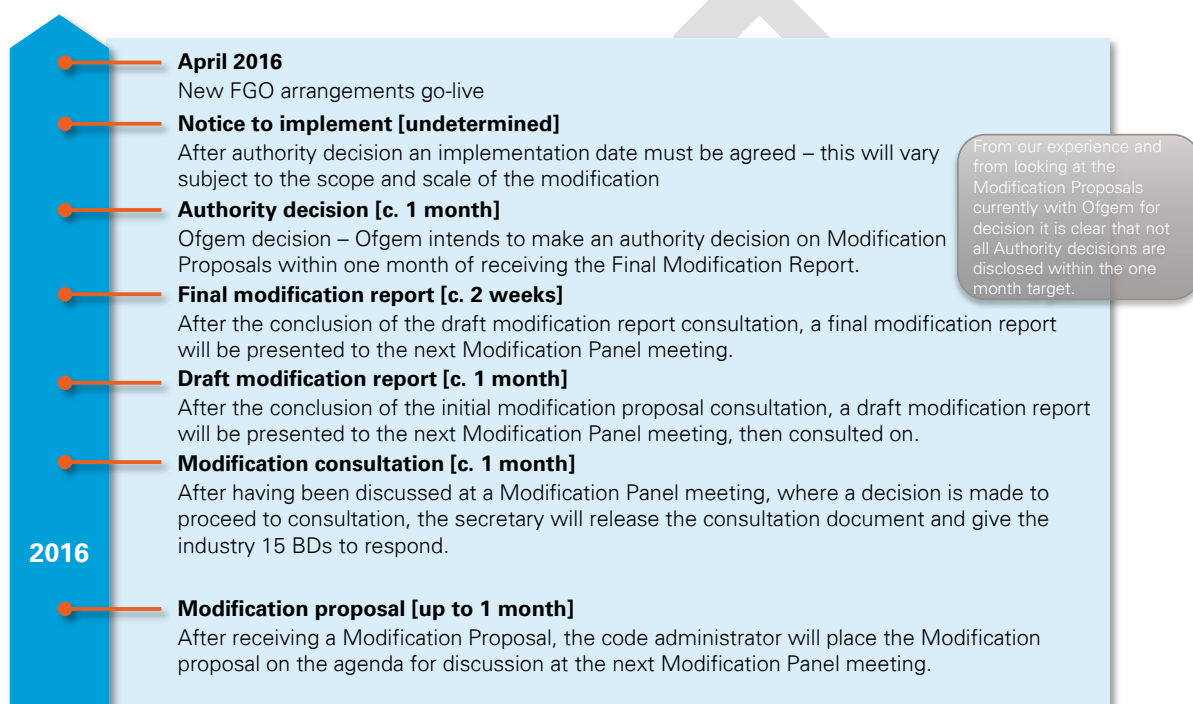 April 2016
New FGO arrangements go-live
Notice to implement [undetermined]
After authority decision an implementation date must be agreed – this will vary
subject to the scope and scale of the modification
From our experience and
from looking at the
Modification Proposals
currently with Ofgem for
decision it is clear that not
all Authority decisions are
disclosed within the one
month target.
Authority decision [c. 1 month]
Ofgem decision – Ofgem intends to make an authority decision on Modification
Proposals within one month of receiving the Final Modification Report.
Final modification report [c. 2 weeks]
After the conclusion of the draft modification report consultation, a final modification report
will be presented to the next Modification Panel meeting.
Draft modification report [c. 1 month]
After the conclusion of the initial modification proposal consultation, a draft modification report
will be presented to the next Modification Panel meeting, then consulted on.
Modification consultation [c. 1 month]
After having been discussed at a Modification Panel meeting, where a decision is made to
proceed to consultation, the secretary will release the consultation document and give the
industry 15 BDs to respond.
2016
Modification proposal [up to 1 month]
After receiving a Modification Proposal, the code administrator will place the Modification
proposal on the agenda for discussion at the next Modification Panel meeting.